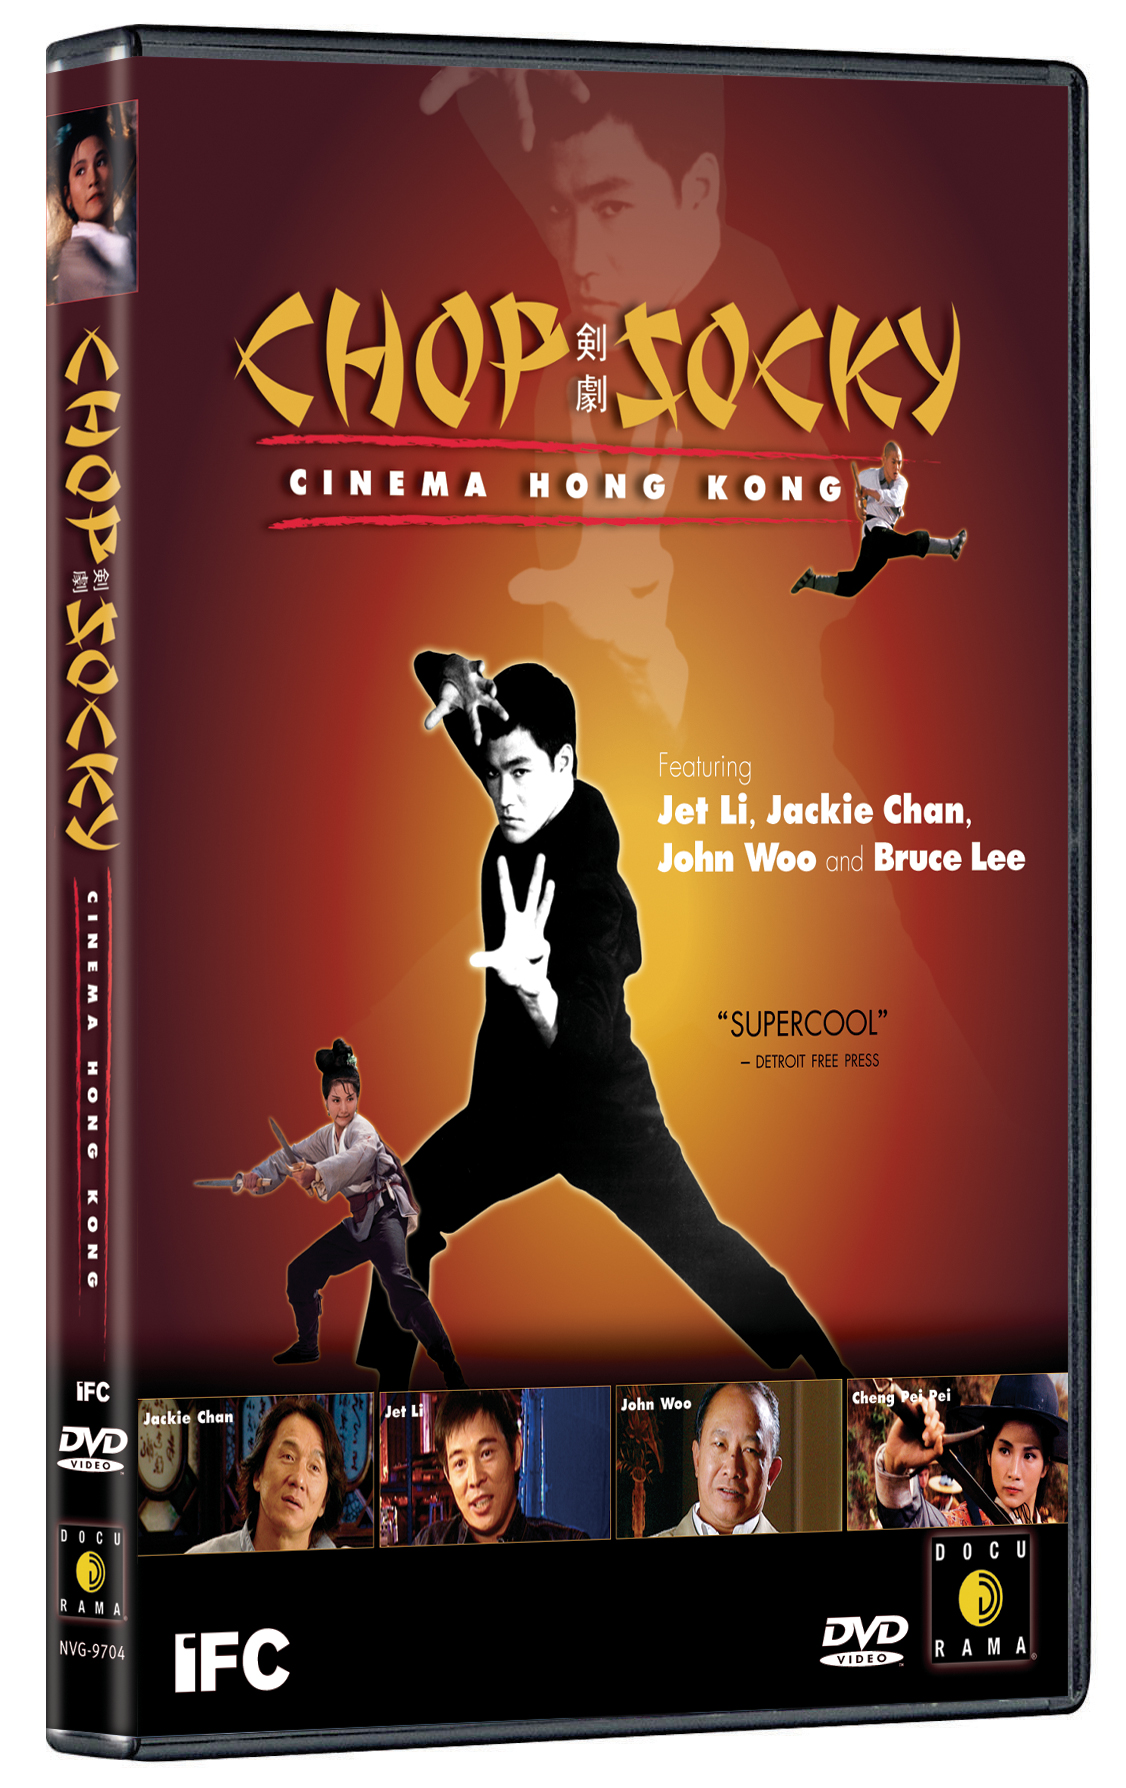 CHOP
剣
劇
SOCKY
CINEMA HONG KONG
Featuring
Jet Li, Jackie Chan,
John Woo and Bruce Lee
“SUPERCOOL”
– DETROIT FREE PRESS
Jackie Chan
Jet Li
John Woo
Cheng Pei Pei
iFC
DVD
VIDEO
DOCU
RAMA
CHOP
剣
劇
SOCKY
CINEMA HONG KONG
iFC
DVD
VIDEO
DOCU
RAMA
NVG-9704